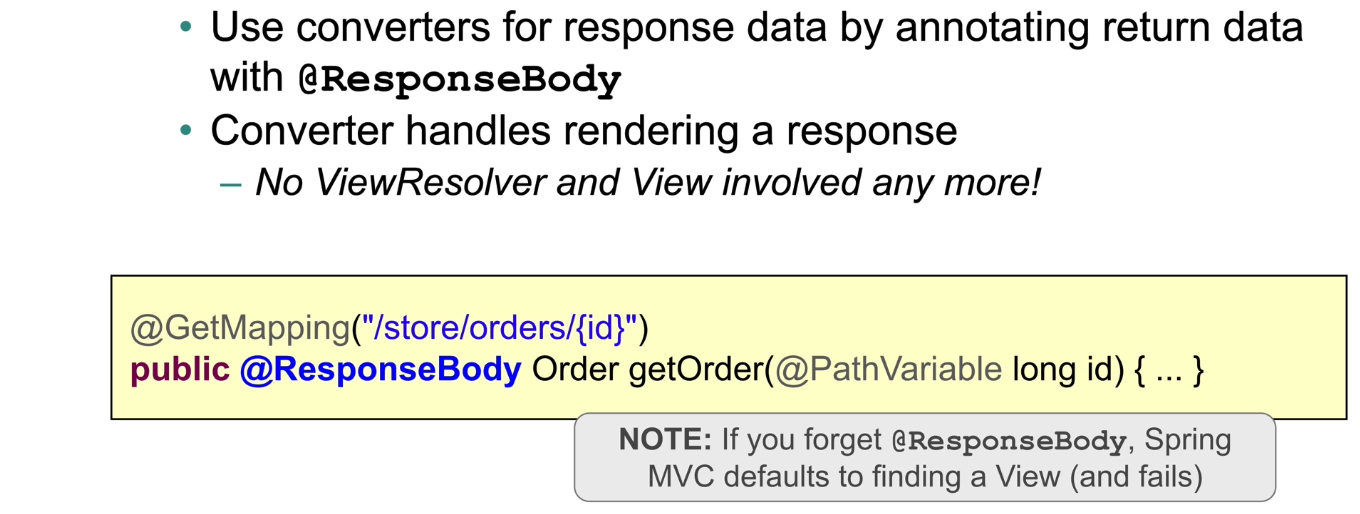 • Use converters for response data by annotating return data
with @ResponseBody
• Converter handles rendering a response
– No ViewResolver and View involved any more!
@GetMapping("/store/orders/{id}")
public @ResponseBody Order getOrder(@PathVariable long id) { ... }
NOTE: If you forget @ResponseBody, Spring
MVC defaults to finding a View (and fails)